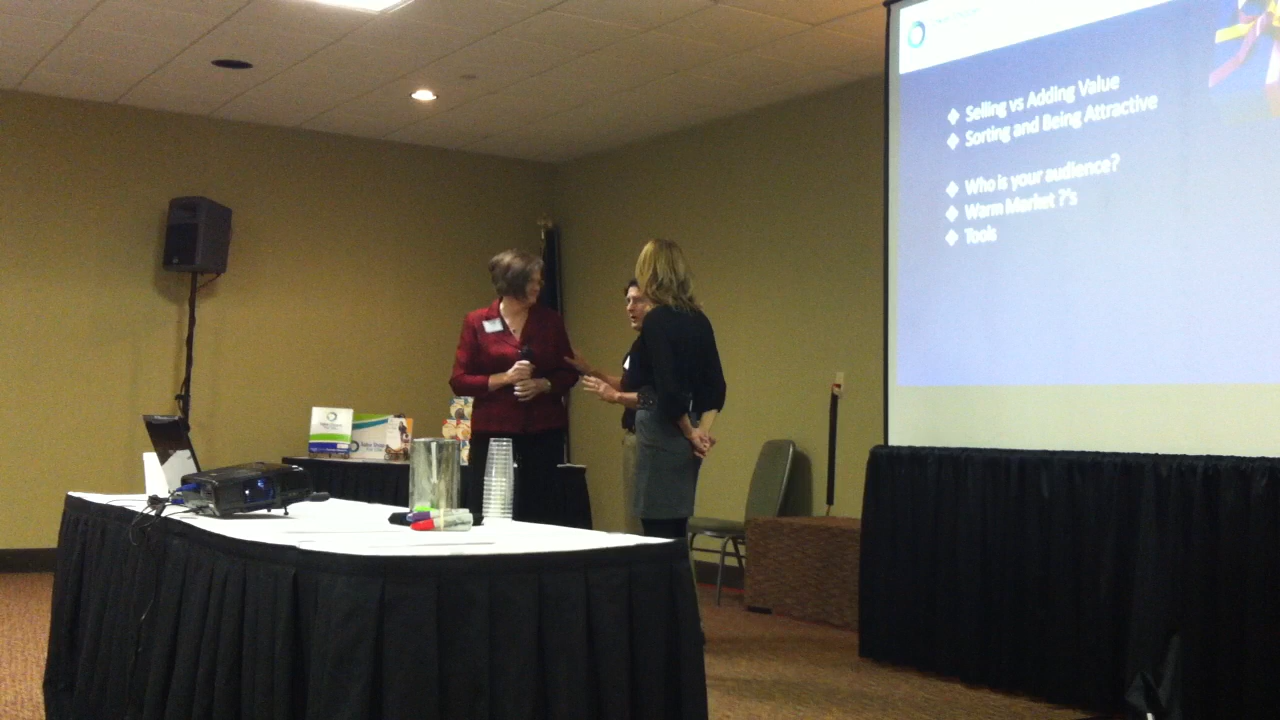 Selling vs Adding Value
Sorting and Being Attractive
Who is your audience?
Warm Market ?'s
Tools